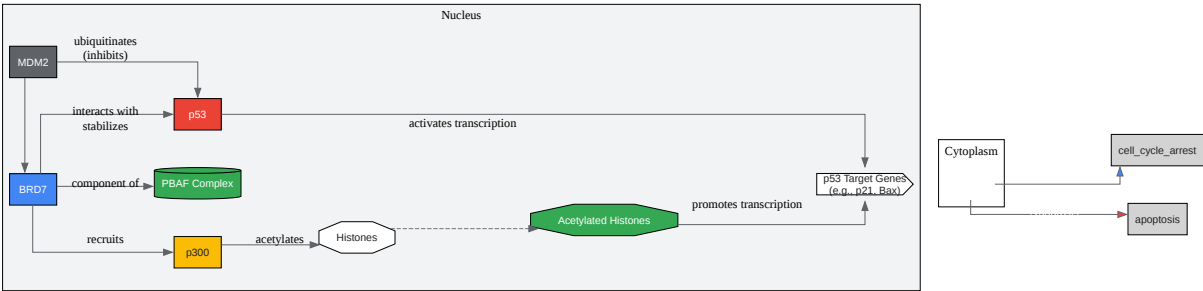 Nucleus
ubiquitinates
(inhibits)
MDM2
interacts with
stabilizes
p53
activates transcription
Cytoplasm
cell_cycle_arrest
BRD7
component of
PBAF Complex
p53 Target Genes
(e.g., p21, Bax)
promotes transcription
Acetylated Histones
apoptosis
recruits
p300
acetylates
Histones